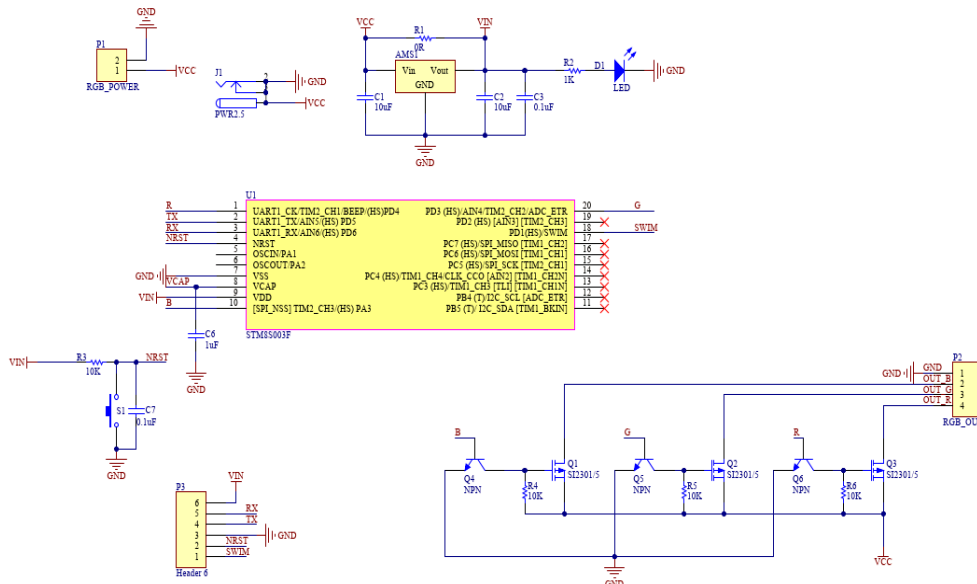 GND
P1
2
1
VCC
RGB_POWER
J1
2
GND
VCC
PWR2.5
VCC
R1
0R
VIN
AMS1
Vin
Vout
GND
C1
10uF
C2
10uF
C3
0.1uF
R2
1K
D1
LED
GND
GND
U1
R
1
UART1_CK/TIM2_CH1/BEEP/(HS)PD4
PD3 (HS)/AIN4/TIM2_CH2/ADC_ETR
20
G
TX
2
UART1_TX/AIN5/(HS) PD5
PD2 (HS) [AIN3] [TIM2_CH3]
19
RX
3
UART1_RX/AIN6/(HS) PD6
PD1(HS)/SWIM
18
SWIM
NRST
4
NRST
PC7 (HS)/SPI_MISO [TIM1_CH2]
17
5
OSCIN/PA1
PC6 (HS)/SPI_MOSI [TIM1_CH1]
16
6
OSCOUT/PA2
PC5 (HS)/SPI_SCK [TIM2_CH1]
15
GND
7
VSS
PC4 (HS)/TIM1_CH4/CLK_CCO [AIN2] [TIM1_CH2N]
14
VCAP
8
VCAP
PC3 (HS)/TIM1_CH3 [TLI] [TIM1_CH1N]
13
VIN
9
VDD
PB4 (T)/I2C_SCL [ADC_ETR]
12
B
10
[SPI_NSS] TIM2_CH3/(HS) PA3
PB5 (T)/ I2C_SDA [TIM1_BKIN]
11
STM8S003F
C6
1uF
GND
VIN
R3
10K
NRST
S1
C7
0.1uF
GND
P3
VIN
6
5
RX
4
TX
3
GND
2
NRST
1
SWIM
Header 6
P2
GND
GND
1
OUT_B
2
OUT_G
3
OUT_R
4
B
Q4
NPN
R4
10K
Q1
SI2301/5
G
Q5
NPN
R5
10K
Q2
SI2301/5
R
Q6
NPN
R6
10K
Q3
SI2301/5
VCC
GND